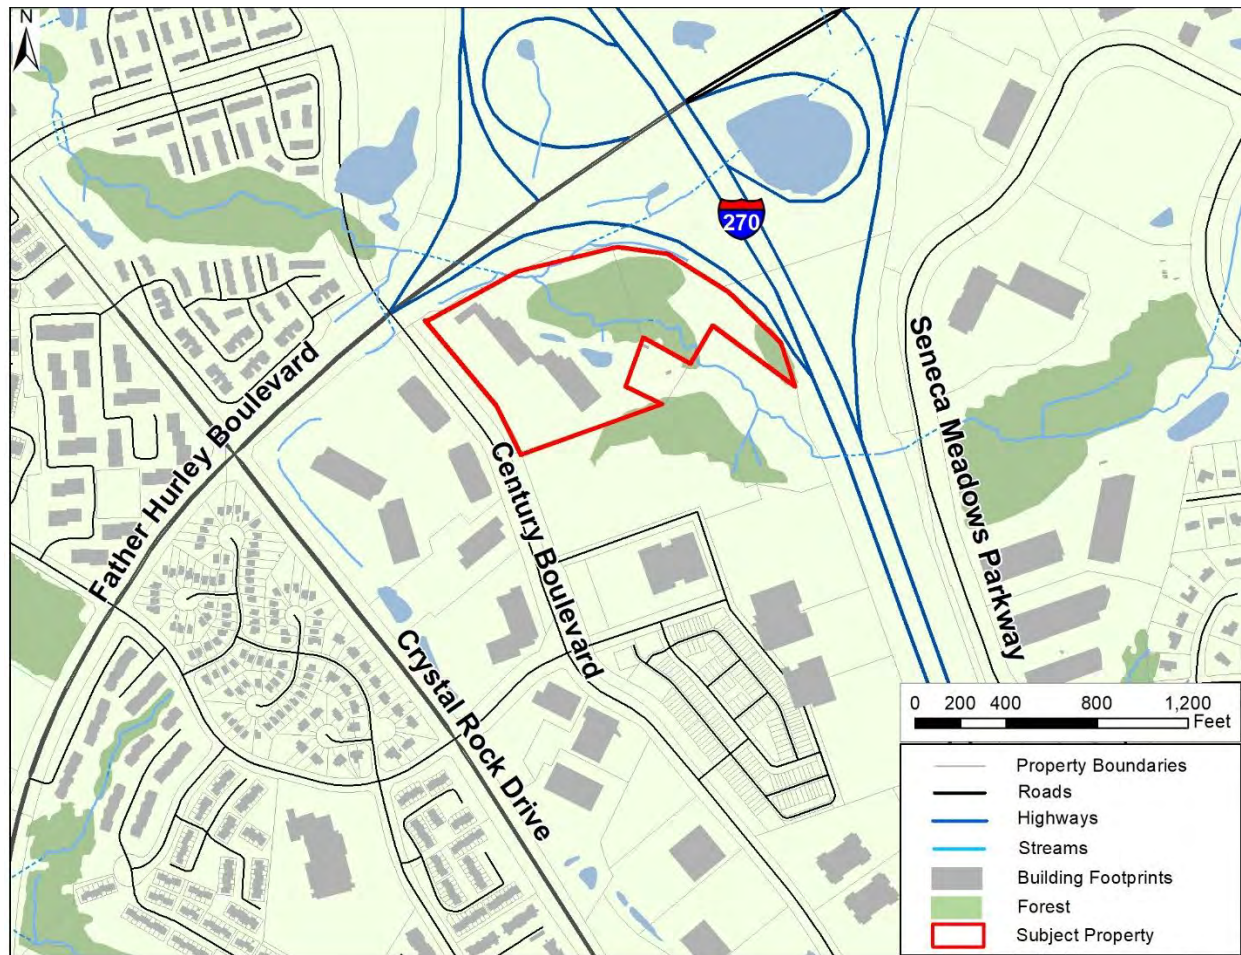 N
270
Father Hurley Boulevard
Century Boulevard
Crystal Rock Drive
Seneca Meadows Parkway
0 200 400 800 1,200
Feet
Property Boundaries
Roads
Highways
Streams
Building Footprints
Forest
Subject Property